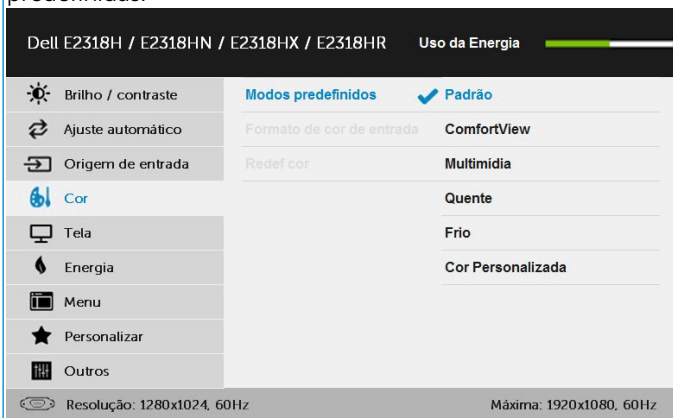 Dell E2318H / E2318HN / E2318HX / E2318HR Uso da Energia
Brilho / contraste Modos predefinidos Padrão
Ajuste automático Formato de cor de entrada ComfortView
Origem de entrada Redef cor Multimídia
Cor Quente
Tela Frio
Energia Cor Personalizada
Menu
Personalizar
Outros
Resolução: 1280x1024, 60Hz Máxima: 1920x1080, 60Hz